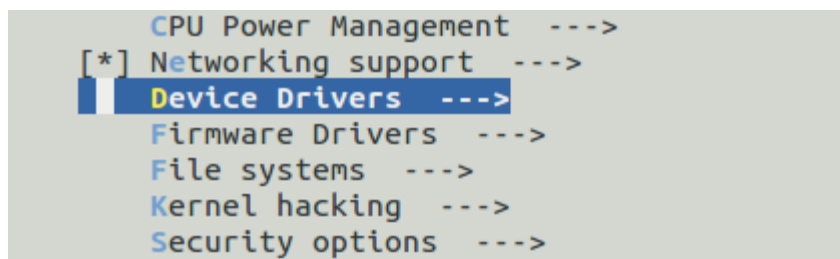 CPU Power Management  --->
[*] Networking support  --->
Device Drivers  --->
Firmware Drivers  --->
File systems  --->
Kernel hacking  --->
Security options  --->